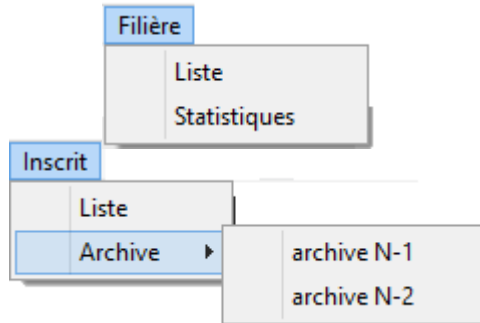 Filière
Liste
Statistiques
Inscrit
Liste
Archive
archive N-1
archive N-2